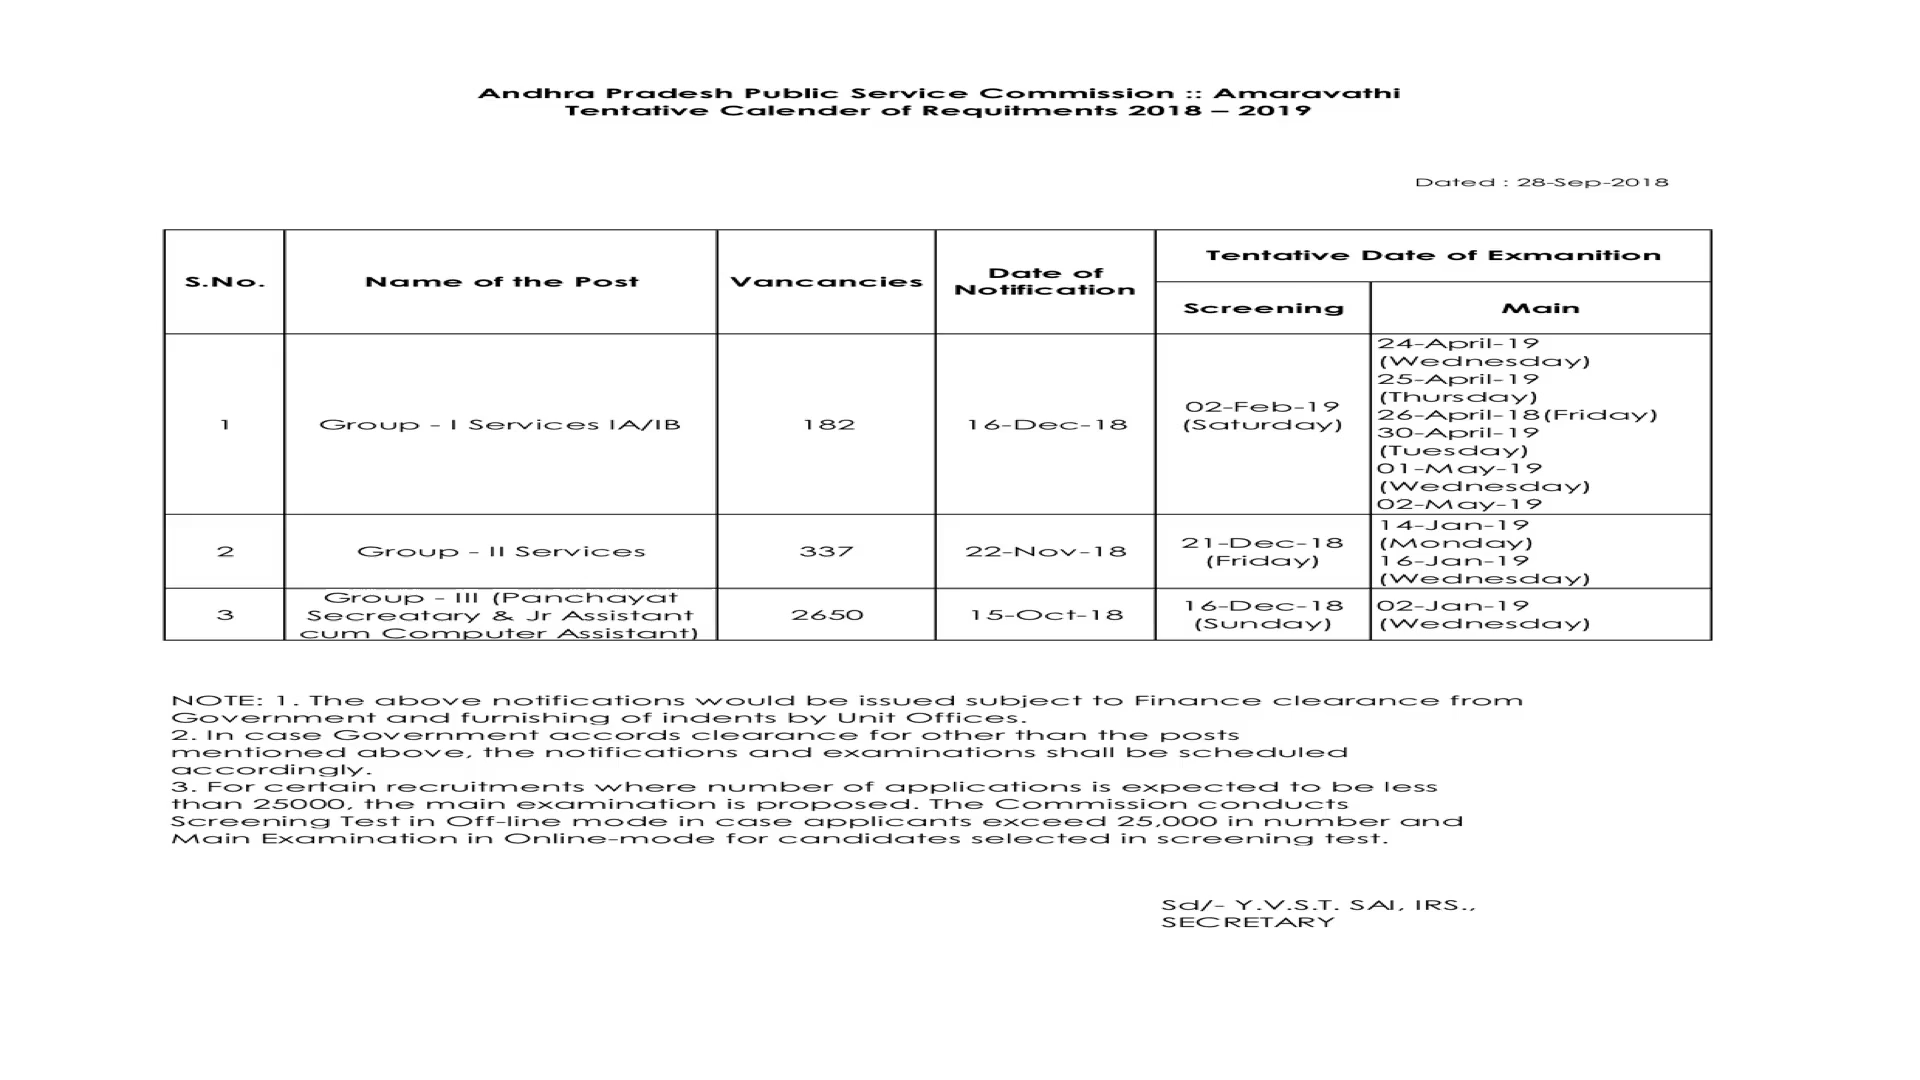 Andhra Pradesh Public Service Commission :: Amaravathi
Tentative Calender of Requitments 2018 – 2019
Dated : 28-Sep-2018
S.No.
Name of the Post
Vancancies
Date of
Notification
Tentative Date of Exmanition
Screening
Main
1
Group - I Services IA/IB
182
16-Dec-18
02-Feb-19
(Saturday)
24-April-19
(Wednesday)
25-April-19
(Thursday)
26-April-18(Friday)
30-April-19
(Tuesday)
01-May-19
(Wednesday)
02-May-19
2
Group - II Services
337
22-Nov-18
21-Dec-18
(Friday)
14-Jan-19
(Monday)
16-Jan-19
(Wednesday)
3
Group - III (Panchayat
Secreatary & Jr Assistant
cum Computer Assistant)
2650
15-Oct-18
16-Dec-18
(Sunday)
02-Jan-19
(Wednesday)
NOTE: 1. The above notifications would be issued subject to Finance clearance from
Government and furnishing of indents by Unit Offices.
2. In case Government accords clearance for other than the posts
mentioned above, the notifications and examinations shall be scheduled
accordingly.
3. For certain recruitments where number of applications is expected to be less
than 25000, the main examination is proposed. The Commission conducts
Screening Test in Off-line mode in case applicants exceed 25,000 in number and
Main Examination in Online-mode for candidates selected in screening test.
Sd/- Y.V.S.T. SAI, IRS.,
SECRETARY